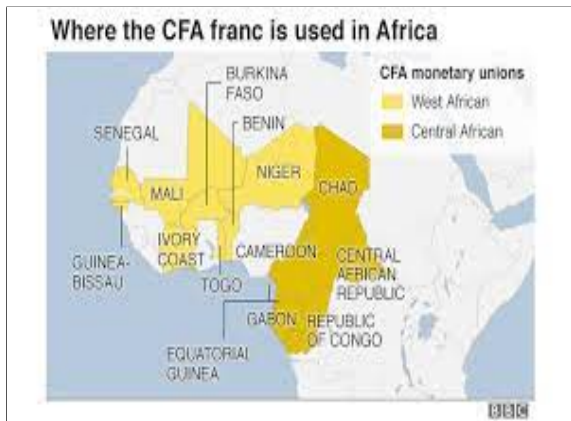 Where the CFA franc is used in Africa
CFA monetary unions
West African
Central African
BURKINA
FASO
BENIN
SENEGAL
NIGER
CHAD
MALI
IVORY
COAST
CAMEROON
CENTRAL
AFRICAN
REPUBLIC
GUINEA-
BISSAU
TOGO
GABON
REPUBLIC
OF CONGO
EQUATORIAL
GUINEA
BBC